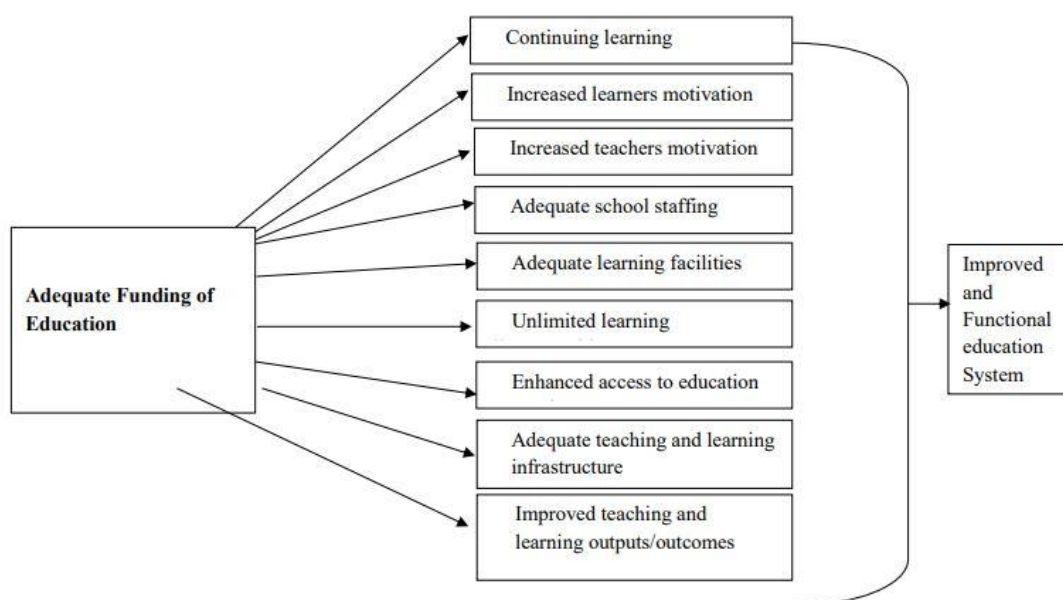 Continuing learning
Increased learners motivation
Increased teachers motivation
Adequate school staffing
Adequate learning facilities
Unlimited learning
Enhanced access to education
Adequate teaching and learning
infrastructure
Improved teaching and
learning outputs/outcomes
Adequate Funding of
Education
Improved
and
Functional
education
System